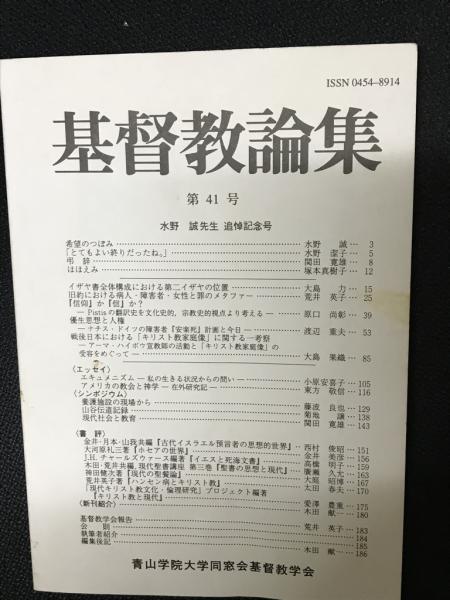 ISSN 0454-8914
基督教論集
第 41 号
水野 誠先生 追悼記念号
希望のつぼみ 水野 誠… 3
「とてもよい終りだったね。」 水野 潔子… 5
弔 辞 関田 寛雄… 8
ほほえみ 塚本真樹子… 12
イザヤ書全体構成における第二イザヤの位置 大島 力… 15
旧約における病人・障害者・女性と罪のメタファー 荒井 英子… 25
『信仰』か『信』か?
― Pistisの翻訳史を文化史的,宗教史的視点より考える ― 原口 尚彰… 39
優生思想と人権
― ナチス・ドイツの障害者『安楽死』計画と今日 ― 渡辺 重夫… 53
戦後日本における「キリスト教家庭像」に関する一考察
― アーマ・ハイボウ宣教師の活動と「キリスト教家庭像」の
受容をめぐって ― 大島 果織… 85
〈エッセイ〉
エキュメニズム ― 私の生きる状況からの問い ― 小原安喜子…105
アメリカの教会と神学 ― 在外研究記 ― 東方 敬信…116
〈シンポジウム〉
養護施設の現場から 藤波 良也…129
山谷伝道記録 菊地 譲…138
現代社会と教育 関田 寛雄…143
〈書 評〉
金井・月本・山我共編『古代イスラエル預言者の思想的世界』 西村 俊昭…151
大河原礼三著『ホセアの世界』 金井 美彦…156
J.H. チャールズワース編著『イエスと死海文書』 高橋 明子…159
木田・荒井共編,現代聖書講座 第三巻『聖書の思想と現代』 廣瀬 久允…163
神田健次著『現代の聖餐論』 大庭 昭博…167
荒井英子著『ハンセン病とキリスト教』 太田 春夫…170
「現代キリスト教文化・倫理研究」プロジェクト編著
『キリスト教と現代』 愛澤 豊重…175
〈新刊紹介〉 木田 献一…180
基督教学会報告 荒井 英子…183
会 則 184
執筆者紹介 185
編集後記 木田 献一…186
青山学院大学同窓会基督教学会